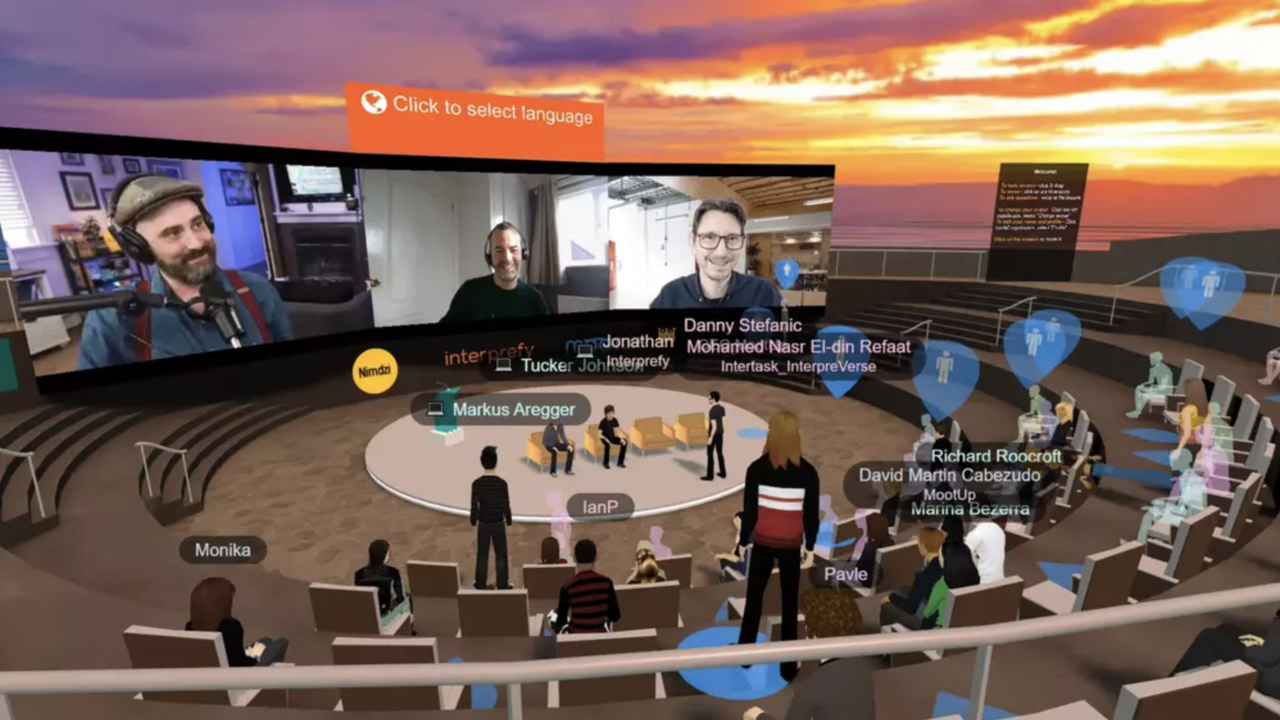 Click to select language
Welcome!
Danny Stefanic
Jonathan
Mohamed Nasr El-din Refaat
interprefy
Interprefy
Intertask_InterpreVerse
Tucker Johnson
Nimdzi
Markus Aregger
Richard Roocroft
David Martin Cabezudo
MootUp
Marina Bezerra
IanP
Monika
Pavle